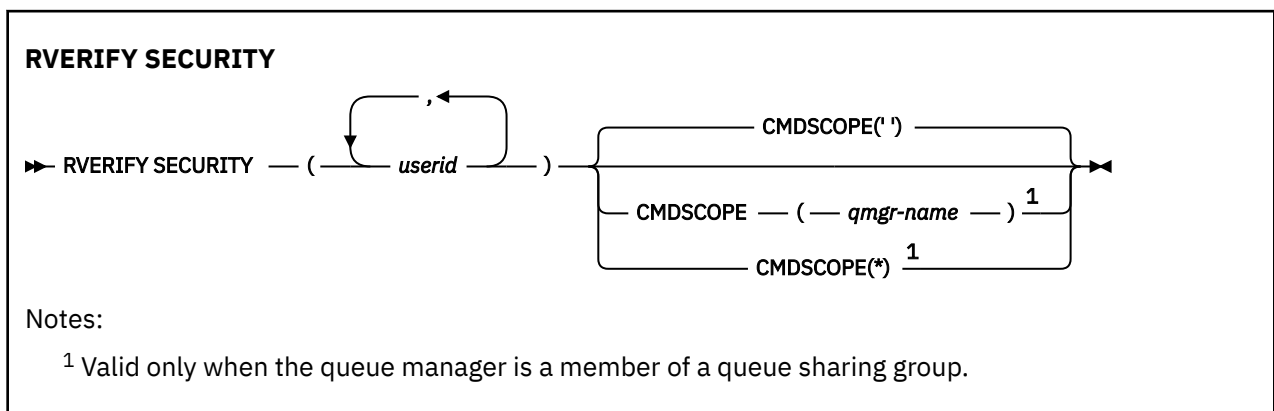 RVERIFY SECURITY
,
CMDSCOPE(' ')
RVERIFY SECURITY ( userid )
CMDSCOPE ( qmgr-name ) 1
CMDSCOPE(*) 1
Notes:
1 Valid only when the queue manager is a member of a queue sharing group.